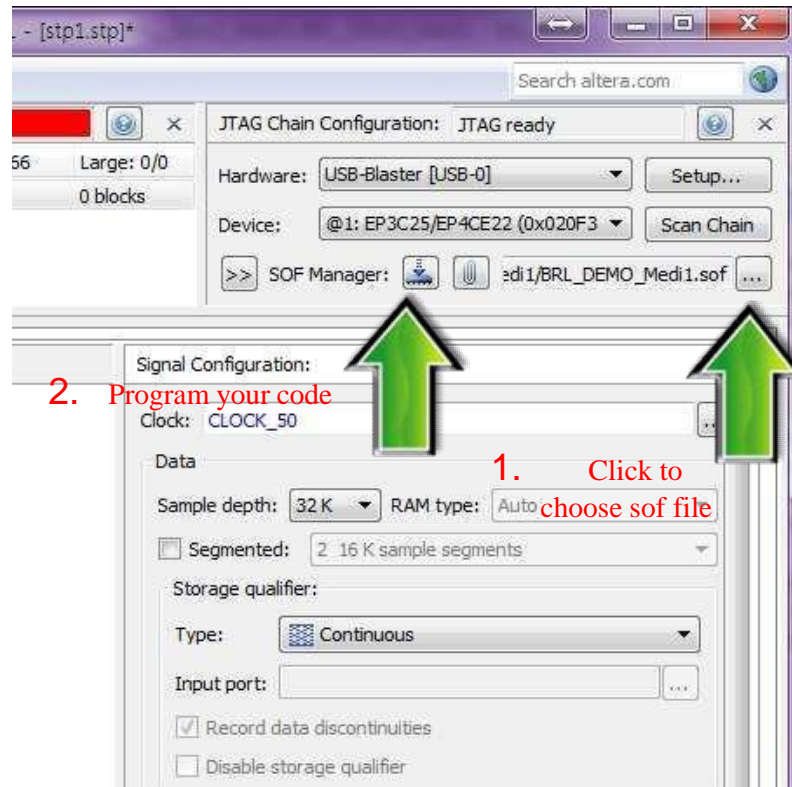 - [stp1.stp]*
Search altera.com
JTAG Chain Configuration: JTAG ready
66 Large: 0/0
0 blocks
Hardware: USB-Blaster [USB-0] Setup...
Device: @1: EP3C25/EP4CE22 (0x020F3 Scan Chain
>> SOF Manager: edi1/BRL_DEMO_Medi1.sof ...
Signal Configuration:
2. Program your code
Clock: CLOCK_50
Data
1. Click to
choose sof file
Sample depth: 32 K RAM type: Auto
Segmented: 2 16 K sample segments
Storage qualifier:
Type: Continuous
Input port: ...
Record data discontinuities
Disable storage qualifier